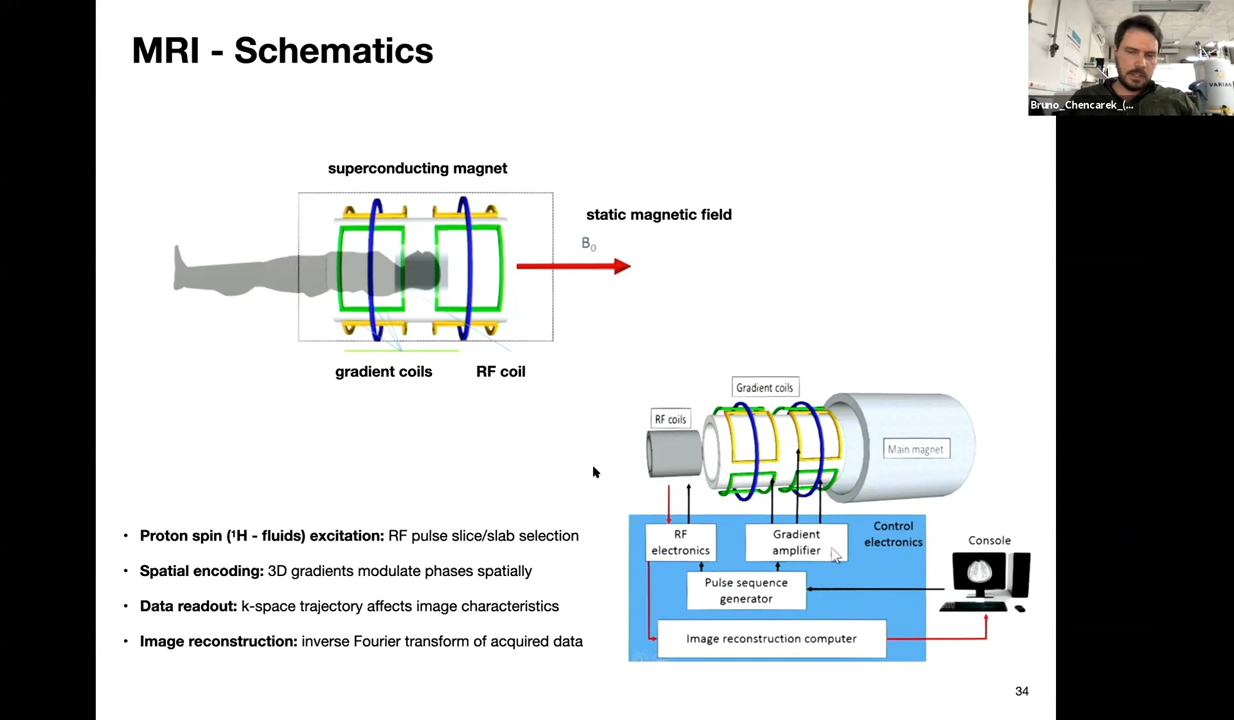 MRI - Schematics
VARIAN
Bruno_Chencarek_(...
superconducting magnet
static magnetic field
B0
gradient coils
RF coil
Gradient coils
RF coils
Main magnet
Control
electronics
RF
electronics
Gradient
amplifier
Console
Pulse sequence
generator
Image reconstruction computer
• Proton spin (¹H - fluids) excitation: RF pulse slice/slab selection
• Spatial encoding: 3D gradients modulate phases spatially
• Data readout: k-space trajectory affects image characteristics
• Image reconstruction: inverse Fourier transform of acquired data
34